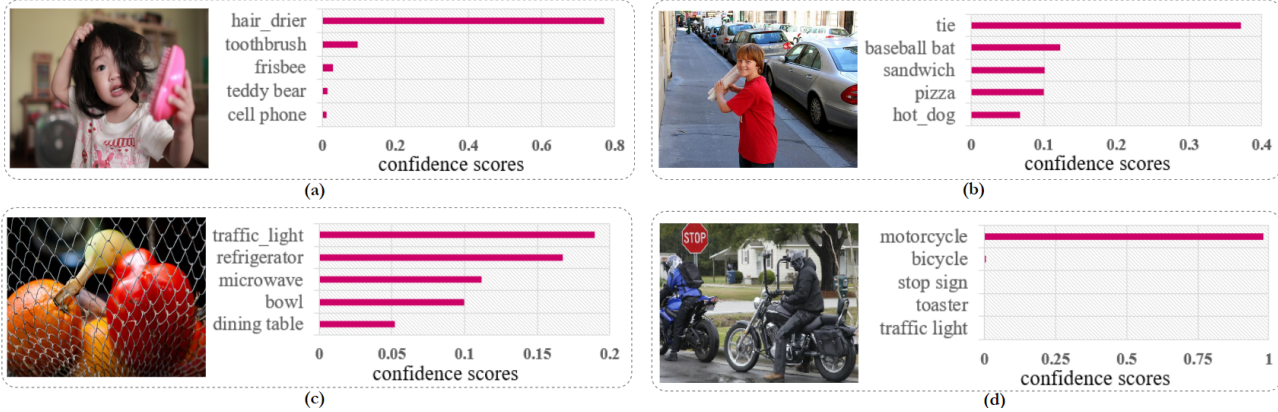 hair_drier
toothbrush
frisbee
teddy bear
cell phone
0 0.2 0.4 0.6 0.8
confidence scores
(a)
tie
baseball bat
sandwich
pizza
hot_dog
0 0.1 0.2 0.3 0.4
confidence scores
(b)
traffic_light
refrigerator
microwave
bowl
dining table
0 0.05 0.1 0.15 0.2
confidence scores
(c)
STOP
motorcycle
bicycle
stop sign
toaster
traffic light
0 0.25 0.5 0.75 1
confidence scores
(d)